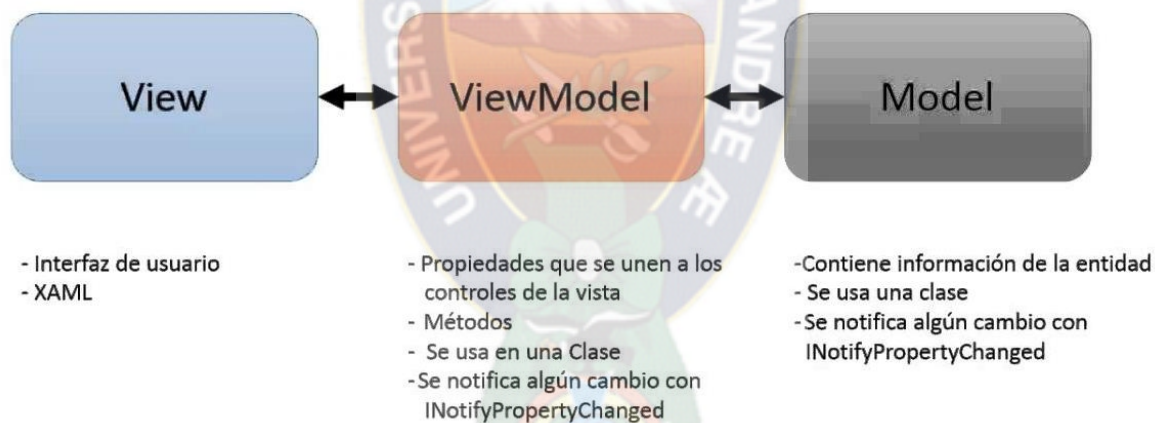 View
ViewModel
Model
- Interfaz de usuario
- XAML
- Propiedades que se unen a los
controles de la vista
- Métodos
- Se usa en una Clase
- Se notifica algún cambio con
INotifyPropertyChanged
-Contiene información de la entidad
- Se usa una clase
- Se notifica algún cambio con
INotifyPropertyChanged
UNIVERS
ANDRE Æ